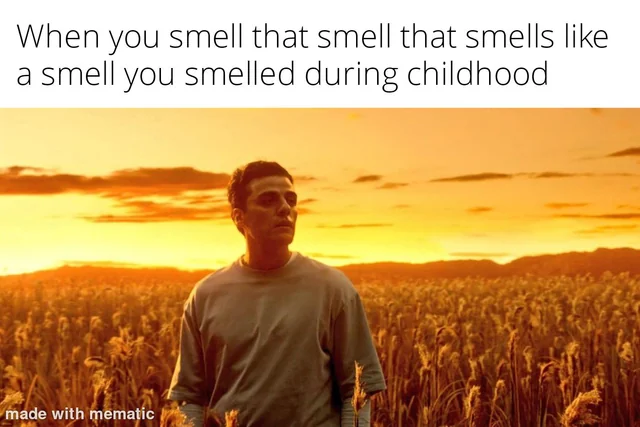 When you smell that smell that smells like
a smell you smelled during childhood
made with mematic